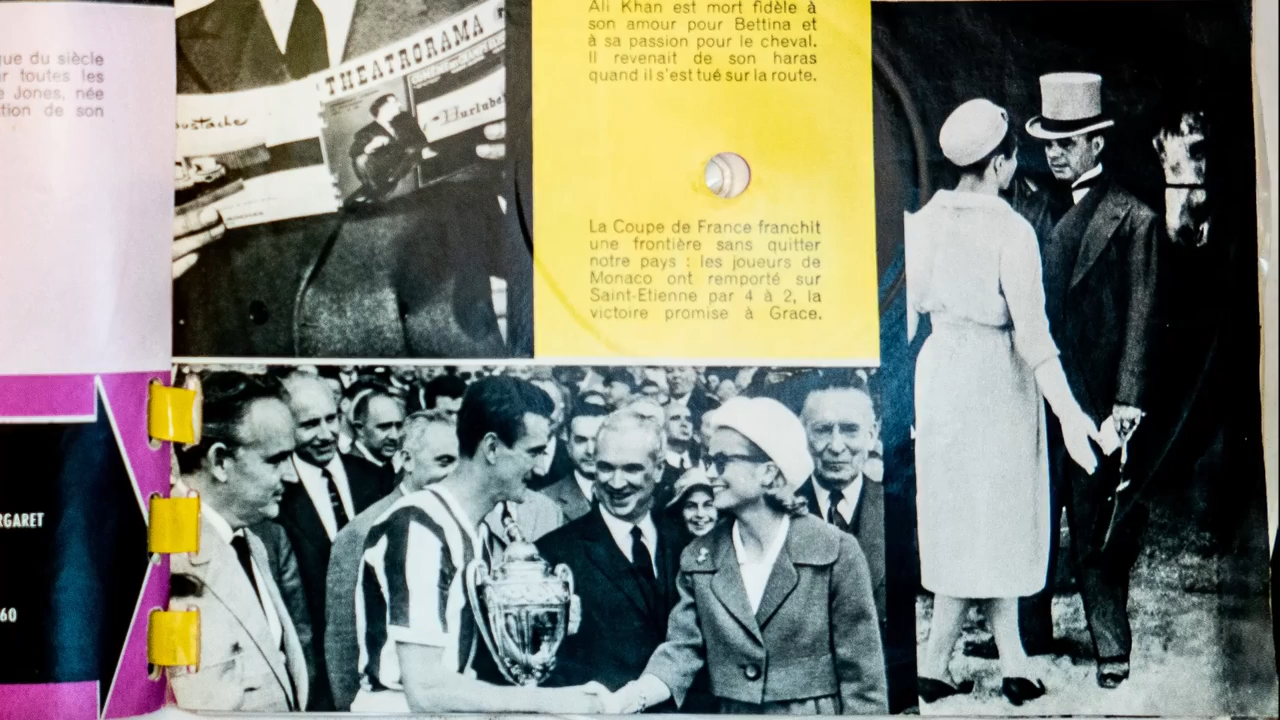 que du siècle
r toutes les
e Jones, née
tion de son
RGARET
60
THEATRORAMA
oustache
Hurlube
Ali Khan est mort fidèle à
son amour pour Bettina et
à sa passion pour le cheval.
Il revenait de son haras
quand il s'est tué sur la route.
La Coupe de France franchit
une frontière sans quitter
notre pays : les joueurs de
Monaco ont remporté sur
Saint-Etienne par 4 à 2, la
victoire promise à Grace.